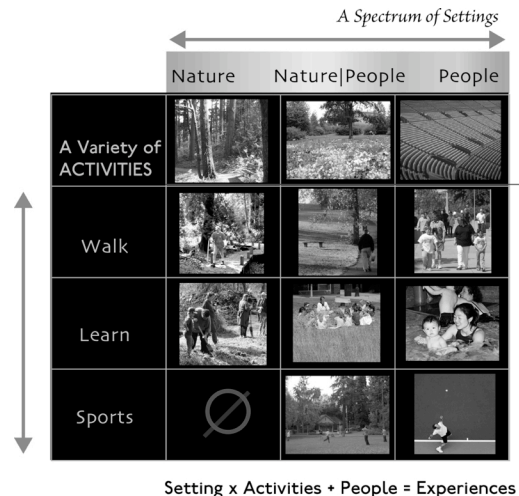 A Spectrum of Settings
Nature Nature|People People
A Variety of
ACTIVITIES
Walk
Learn
Sports
Setting x Activities + People = Experiences